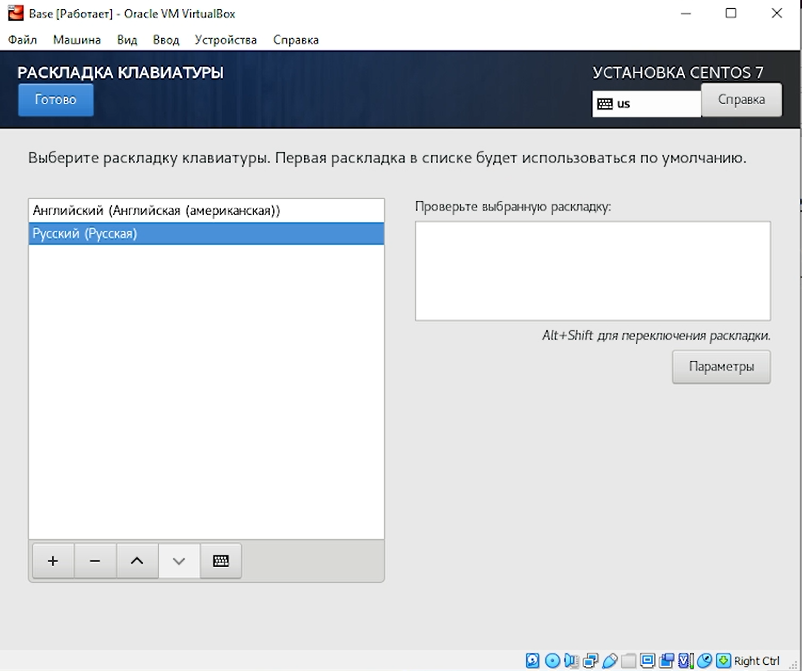 Base [Работает] - Oracle VM VirtualBox
Файл Машина Вид Ввод Устройства Справка
РАСКЛАДКА КЛАВИАТУРЫ
УСТАНОВКА CENTOS 7
Готово
us
Справка
Выберите раскладку клавиатуры. Первая раскладка в списке будет использоваться по умолчанию.
Английский (Английская (американская))
Русский (Русская)
Проверьте выбранную раскладку:
Alt+Shift для переключения раскладки.
Параметры
Right Ctrl